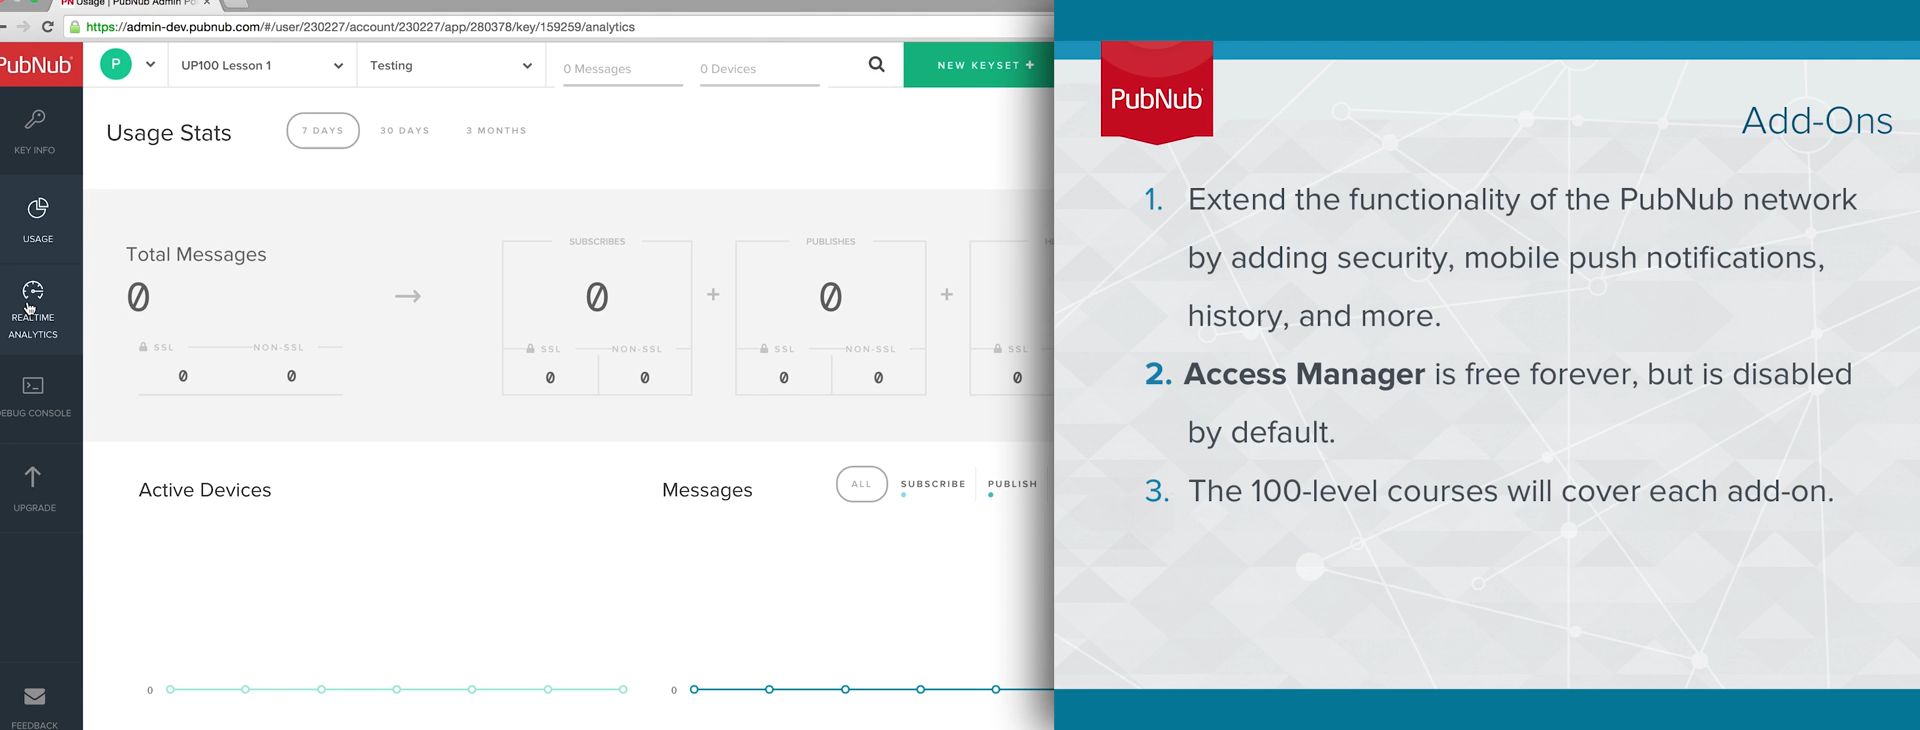 PN Usage | PubNub Admin Po
https://admin-dev.pubnub.com/#/user/230227/account/230227/app/280378/key/159259/analytics
PubNub
P
UP100 Lesson 1
Testing
0 Messages
0 Devices
NEW KEYSET +
KEY INFO
USAGE
REALTIME
ANALYTICS
DEBUG CONSOLE
UPGRADE
FEEDBACK
Usage Stats
7 DAYS
30 DAYS
3 MONTHS
Total Messages
0
SSL
NON-SSL
0
0
SUBSCRIBES
0
SSL
NON-SSL
0
0
+
PUBLISHES
0
SSL
NON-SSL
0
0
+
SSL
0
Active Devices
0
Messages
ALL
SUBSCRIBE
PUBLISH
0
PubNub
Add-Ons
1. Extend the functionality of the PubNub network
by adding security, mobile push notifications,
history, and more.
2. Access Manager is free forever, but is disabled
by default.
3. The 100-level courses will cover each add-on.